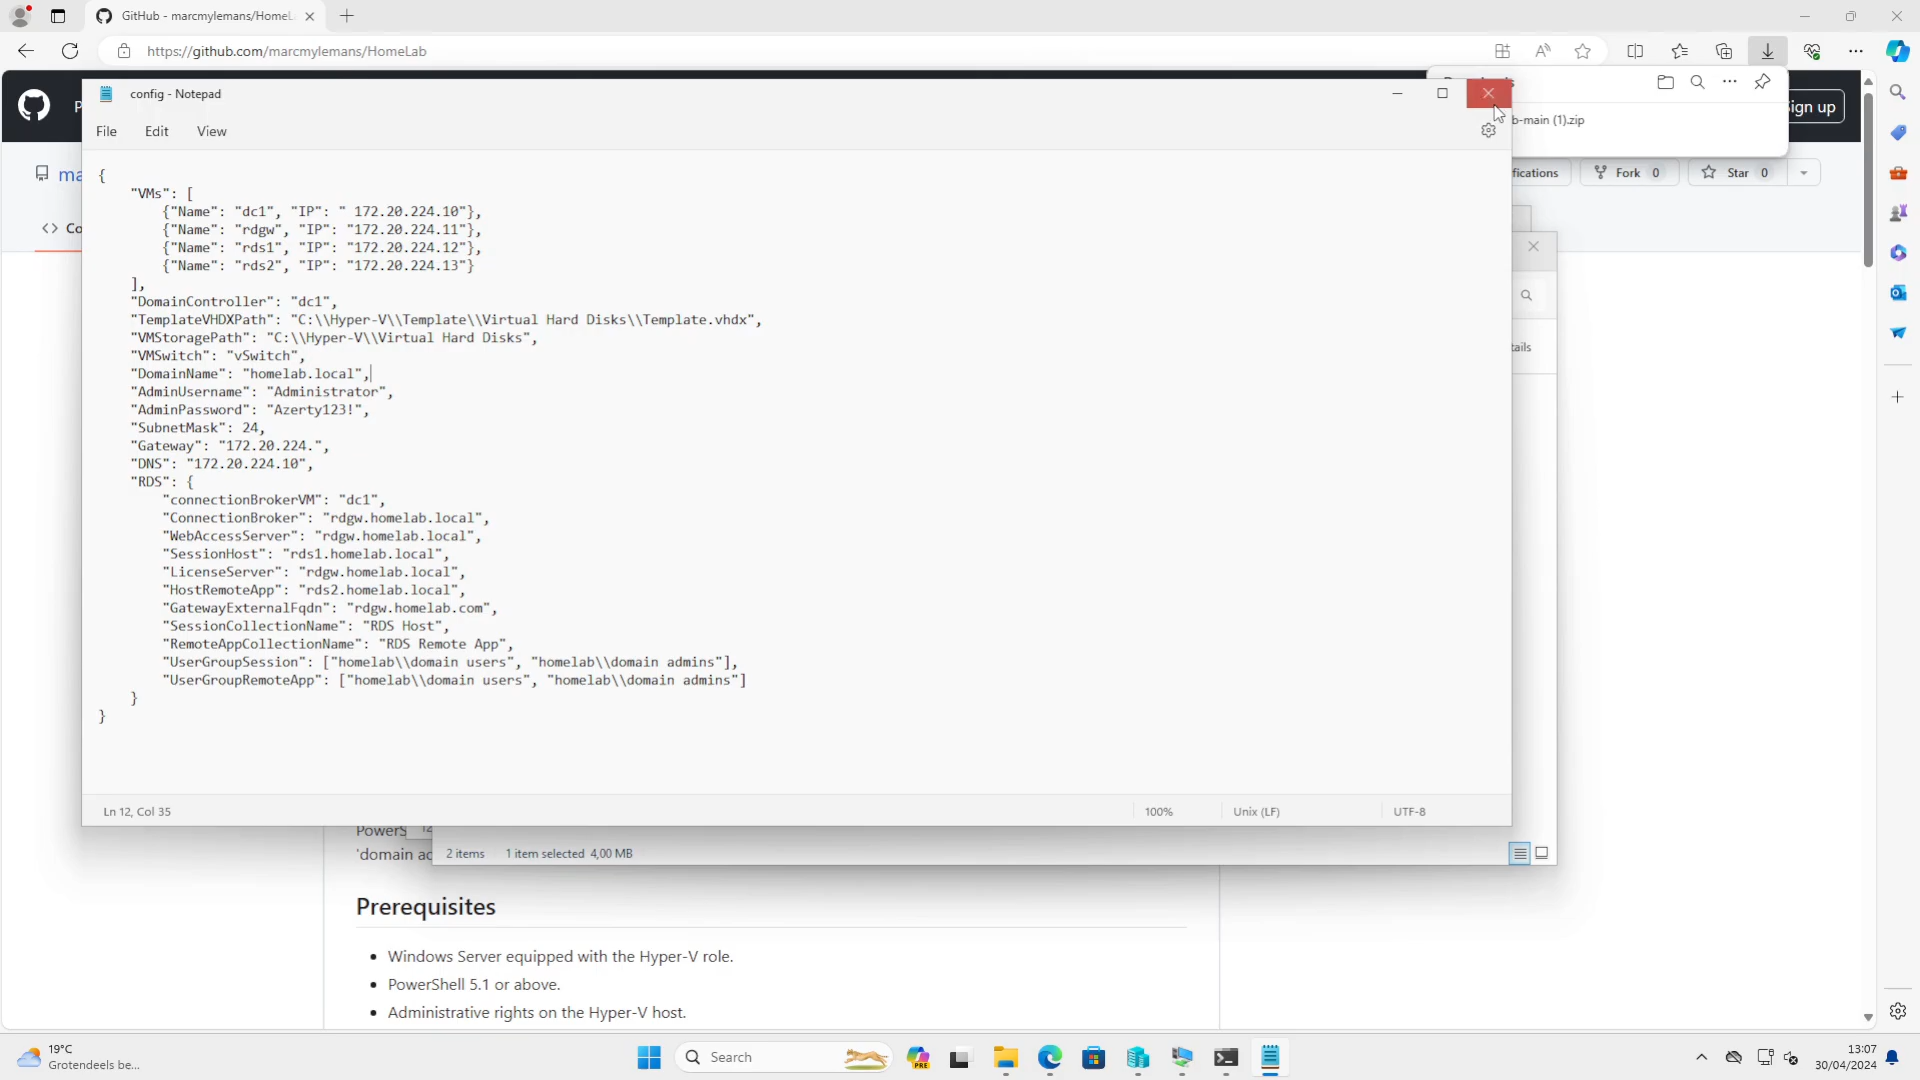 GitHub - marcmylemans/HomeL
https://github.com/marcmylemans/HomeLab
config - Notepad
File
Edit
View
b-main (1).zip
ign up
ma
fications
Fork 0
Star 0
<> Co
tails
{
"VMs": [
{"Name": "dc1", "IP": " 172.20.224.10"},
{"Name": "rdgw", "IP": "172.20.224.11"},
{"Name": "rds1", "IP": "172.20.224.12"},
{"Name": "rds2", "IP": "172.20.224.13"}
],
"DomainController": "dc1",
"TemplateVHDXPath": "C:\\Hyper-V\\Template\\Virtual Hard Disks\\Template.vhdx",
"VMStoragePath": "C:\\Hyper-V\\Virtual Hard Disks",
"VMSwitch": "vSwitch",
"DomainName": "homelab.local",
"AdminUsername": "Administrator",
"AdminPassword": "Azerty123!",
"SubnetMask": 24,
"Gateway": "172.20.224.",
"DNS": "172.20.224.10",
"RDS": {
"connectionBrokerVM": "dc1",
"ConnectionBroker": "rdgw.homelab.local",
"WebAccessServer": "rdgw.homelab.local",
"SessionHost": "rds1.homelab.local",
"LicenseServer": "rdgw.homelab.local",
"HostRemoteApp": "rds2.homelab.local",
"GatewayExternalFqdn": "rdgw.homelab.com",
"SessionCollectionName": "RDS Host",
"RemoteAppCollectionName": "RDS Remote App",
"UserGroupSession": ["homelab\\domain users", "homelab\\domain admins"],
"UserGroupRemoteApp": ["homelab\\domain users", "homelab\\domain admins"]
}
}
Ln 12, Col 35
100%
Unix (LF)
UTF-8
PowerS
'domain ad
2 items
1 item selected 4,00 MB
Prerequisites
• Windows Server equipped with the Hyper-V role.
• PowerShell 5.1 or above.
• Administrative rights on the Hyper-V host.
19°C
Grotendeels be...
Search
PRE
13:07
30/04/2024